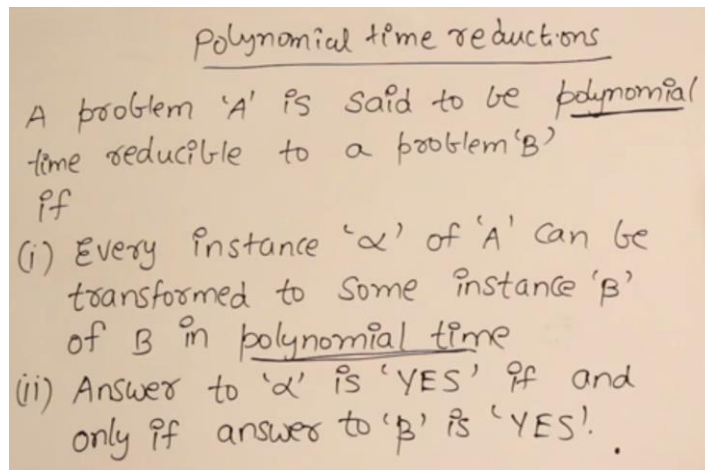 Polynomial time reductions
A problem 'A' is said to be polynomial
time reducible to a problem 'B'
if
(i) Every instance 'α' of 'A' can be
transformed to some instance 'β'
of B in polynomial time
(ii) Answer to 'α' is 'YES' if and
only if answer to 'β' is 'YES'.